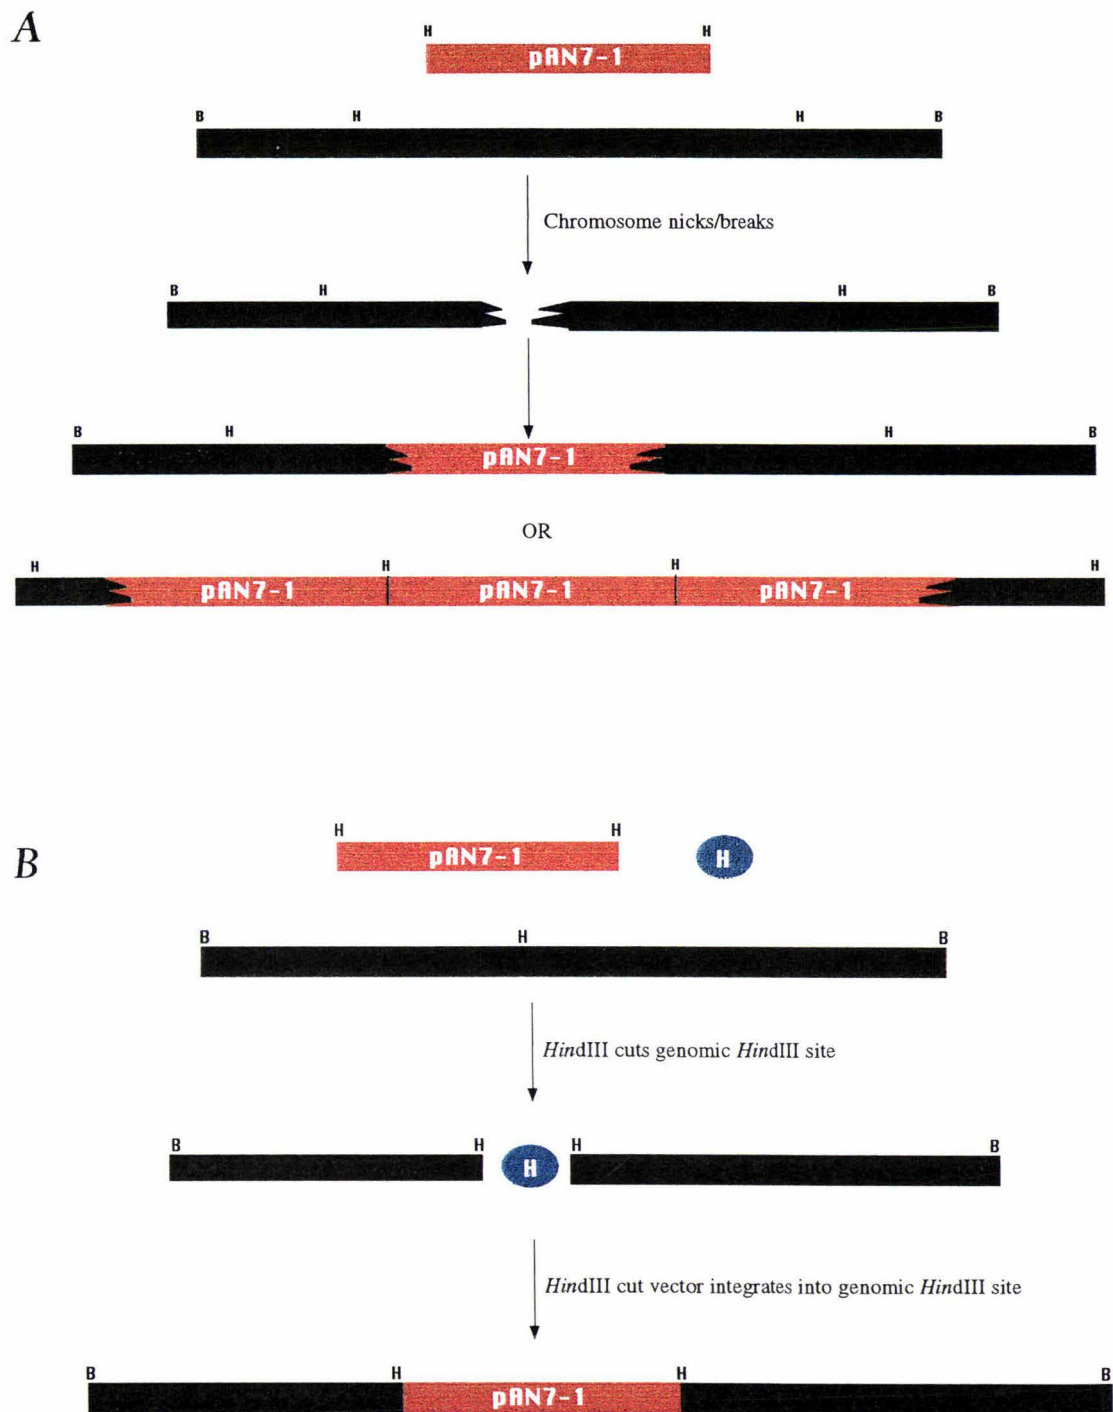 A
H H
pAN7-1
B H H B
Chromosome nicks/breaks
B H H B
B H H B
pAN7-1
OR
H H H H
pAN7-1 pAN7-1 pAN7-1
B
H H
pAN7-1 H
B H B
HindIII cuts genomic HindIII site
B H H B
H
HindIII cut vector integrates into genomic HindIII site
B H H B
pAN7-1